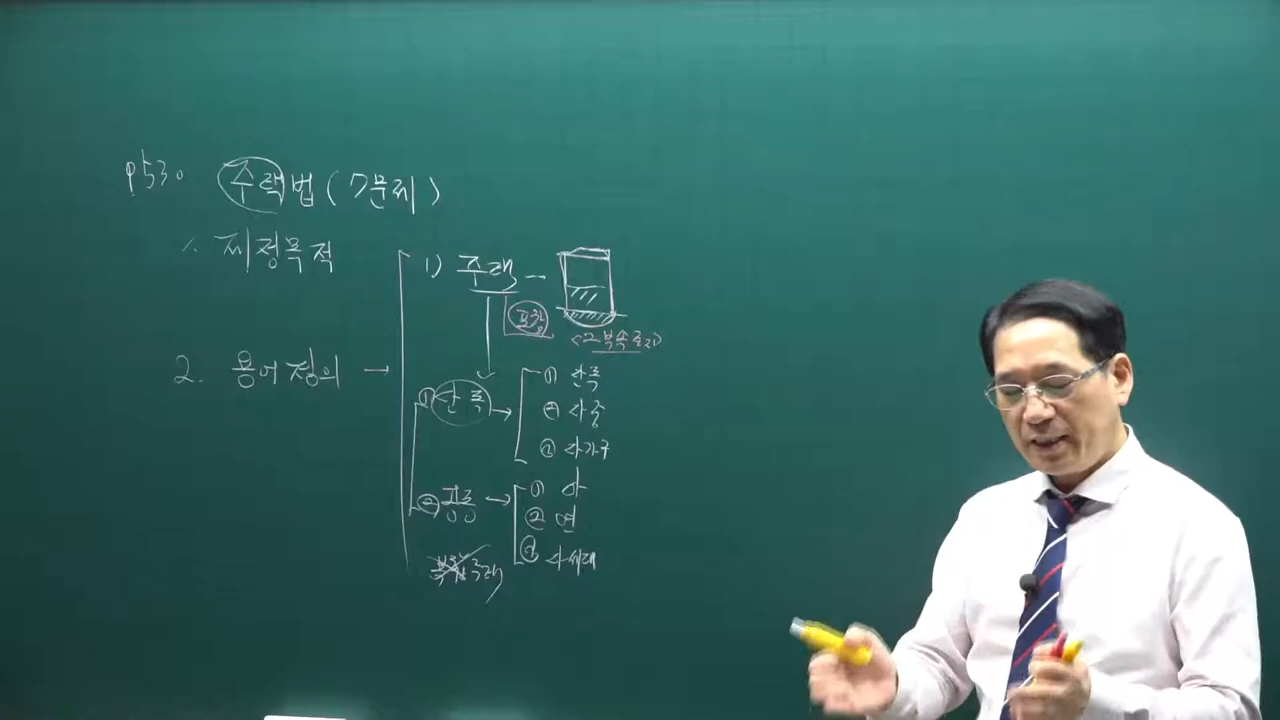 P530 주택법 (7문제)
1. 제정목적
2. 용어정의 →
1) 주택 -
포함
<그 부속토지>
① 단독 →
① 단독
② 다중
③ 다가구
② 공동 →
① 아
② 연
③ 다세대